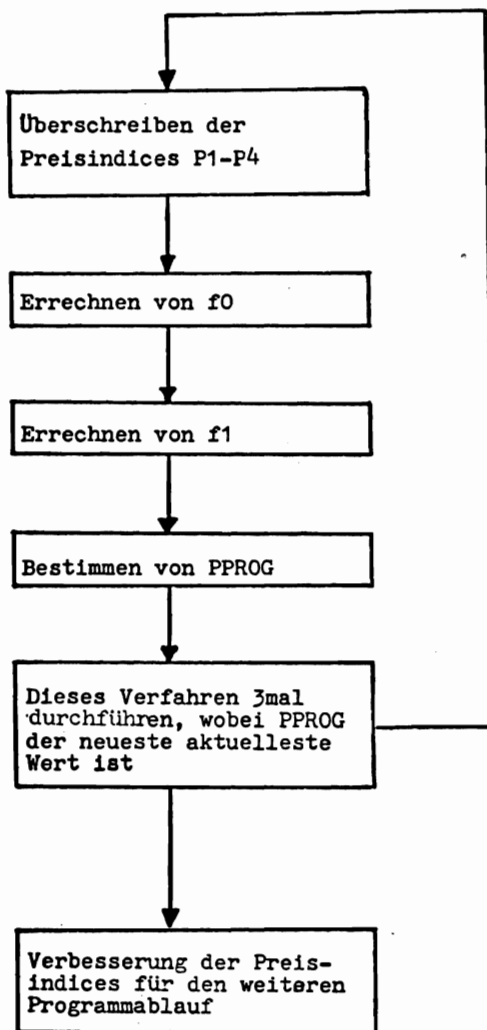 Überschreiben der
Preisindices P1-P4
Errechnen von f0
Errechnen von f1
Bestimmen von PPROG
Dieses Verfahren 3mal
durchführen, wobei PPROG
der neueste aktuelleste
Wert ist
Verbesserung der Preis-
indices für den weiteren
Programmablauf